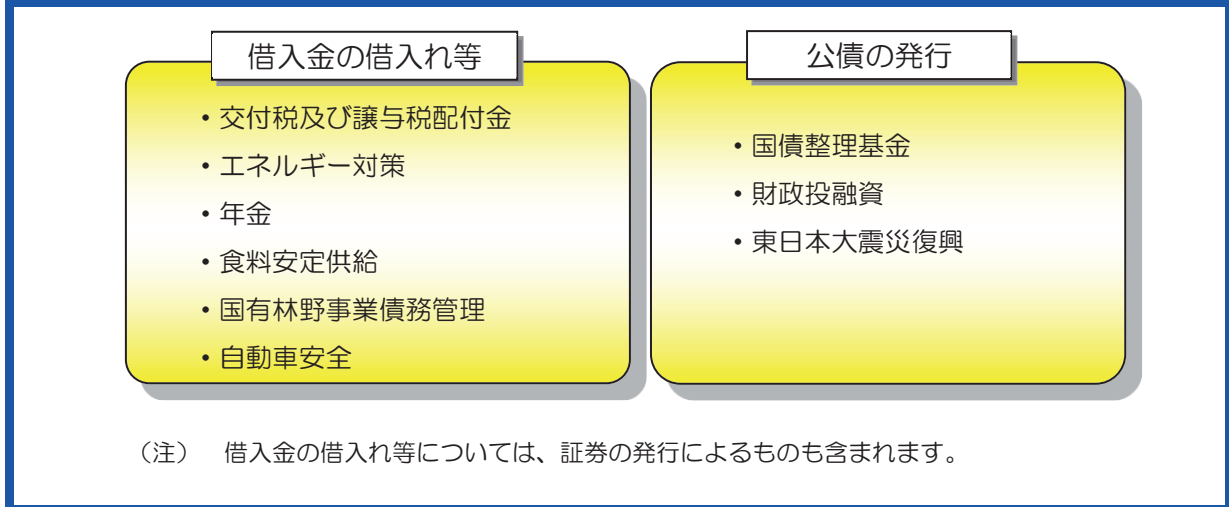 借入金の借入れ等
・交付税及び譲与税配付金
・エネルギー対策
・年金
・食料安定供給
・国有林野事業債務管理
・自動車安全
公債の発行
・国債整理基金
・財政投融資
・東日本大震災復興
（注）　借入金の借入れ等については、証券の発行によるものも含まれます。